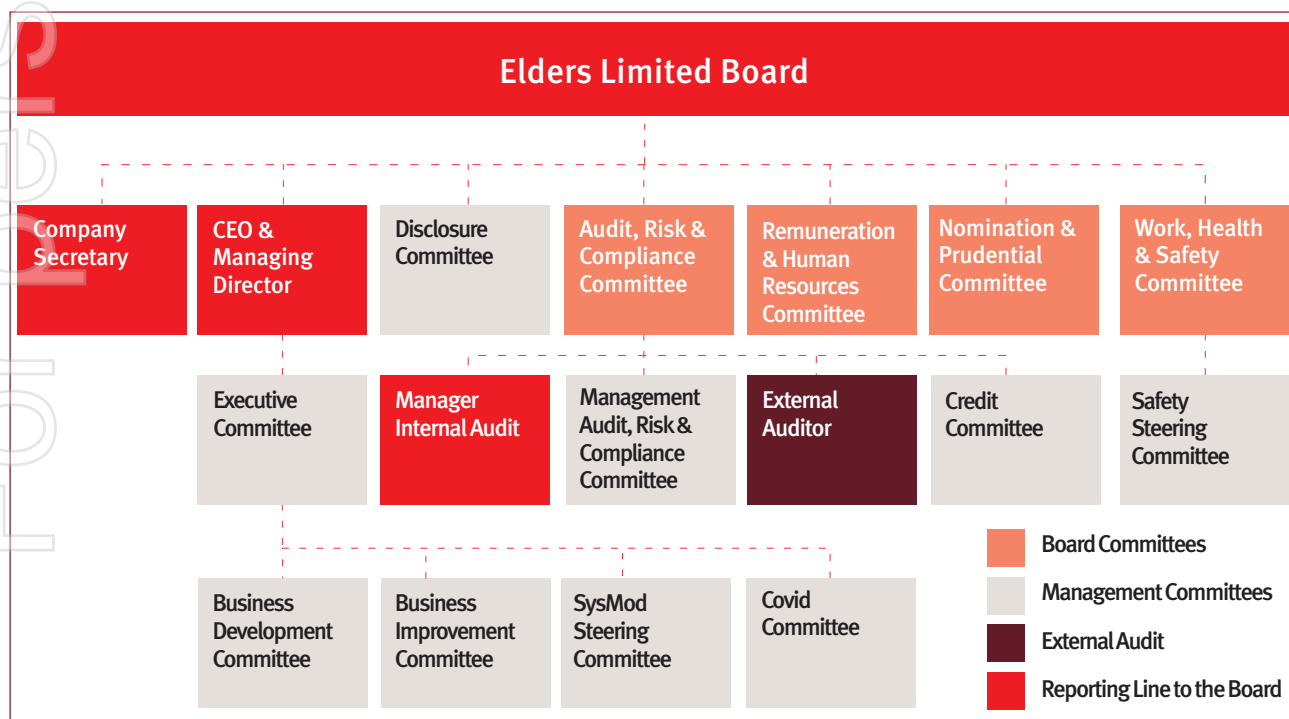 Elders Limited Board
Company
Secretary
CEO &
Managing
Director
Disclosure
Committee
Audit, Risk &
Compliance
Committee
Remuneration
& Human
Resources
Committee
Nomination &
Prudential
Committee
Work, Health
& Safety
Committee
Executive
Committee
Manager
Internal Audit
Management
Audit, Risk &
Compliance
Committee
External
Auditor
Credit
Committee
Safety
Steering
Committee
Business
Development
Committee
Business
Improvement
Committee
SysMod
Steering
Committee
Covid
Committee
Board Committees
Management Committees
External Audit
Reporting Line to the Board
For pers